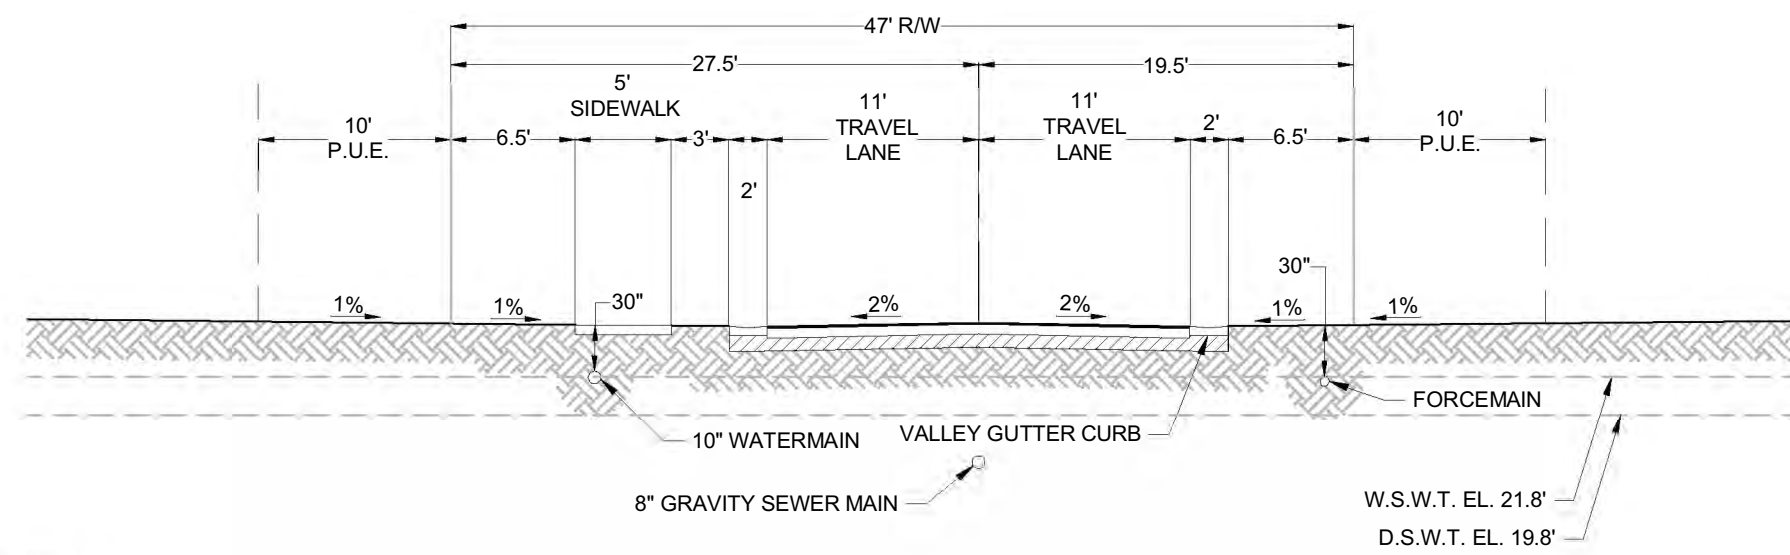 47' R/W
27.5'
19.5'
5'
SIDEWALK
11'
TRAVEL
LANE
11'
TRAVEL
LANE
10'
P.U.E.
6.5'
3'
2'
6.5'
10'
P.U.E.
2'
30"
30"
1%
1%
2%
2%
1%
1%
FORCEMAIN
10" WATERMAIN
VALLEY GUTTER CURB
8" GRAVITY SEWER MAIN
W.S.W.T. EL. 21.8'
D.S.W.T. EL. 19.8'